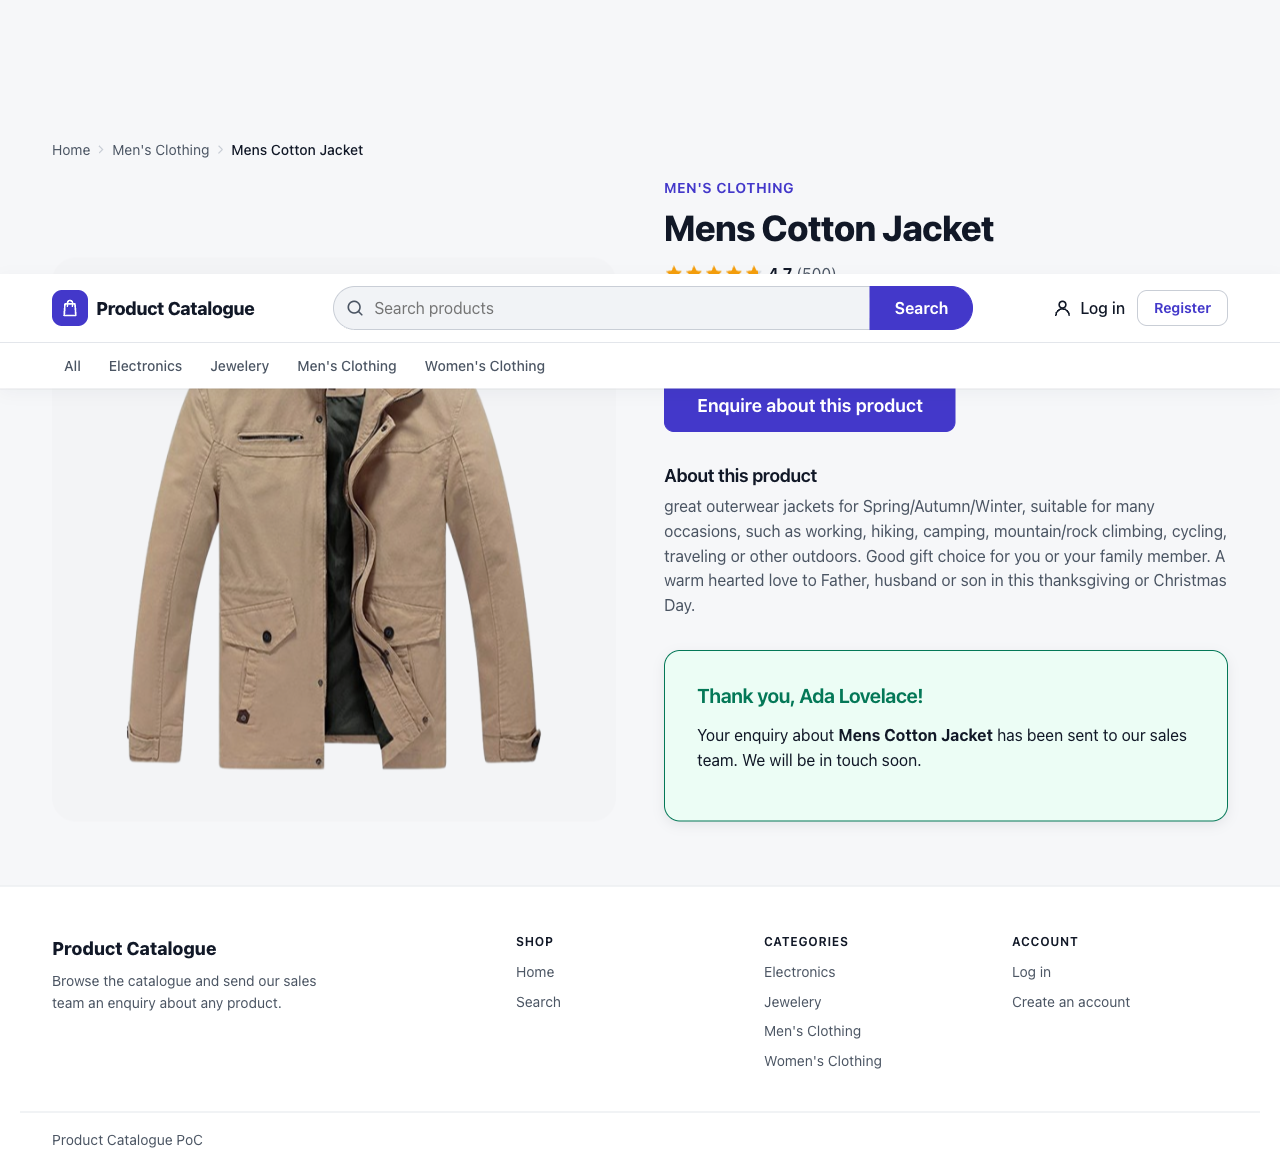 Home
Men's Clothing
Mens Cotton Jacket
MEN'S CLOTHING
Mens Cotton Jacket
4.7 (500)
Product Catalogue
Search products
Search
Log in
Register
All
Electronics
Jewelery
Men's Clothing
Women's Clothing
Enquire about this product
About this product
great outerwear jackets for Spring/Autumn/Winter, suitable for many
occasions, such as working, hiking, camping, mountain/rock climbing, cycling,
traveling or other outdoors. Good gift choice for you or your family member. A
warm hearted love to Father, husband or son in this thanksgiving or Christmas
Day.
Thank you, Ada Lovelace!
Your enquiry about Mens Cotton Jacket has been sent to our sales
team. We will be in touch soon.
Product Catalogue
Browse the catalogue and send our sales
team an enquiry about any product.
SHOP
Home
Search
CATEGORIES
Electronics
Jewelery
Men's Clothing
Women's Clothing
ACCOUNT
Log in
Create an account
Product Catalogue PoC